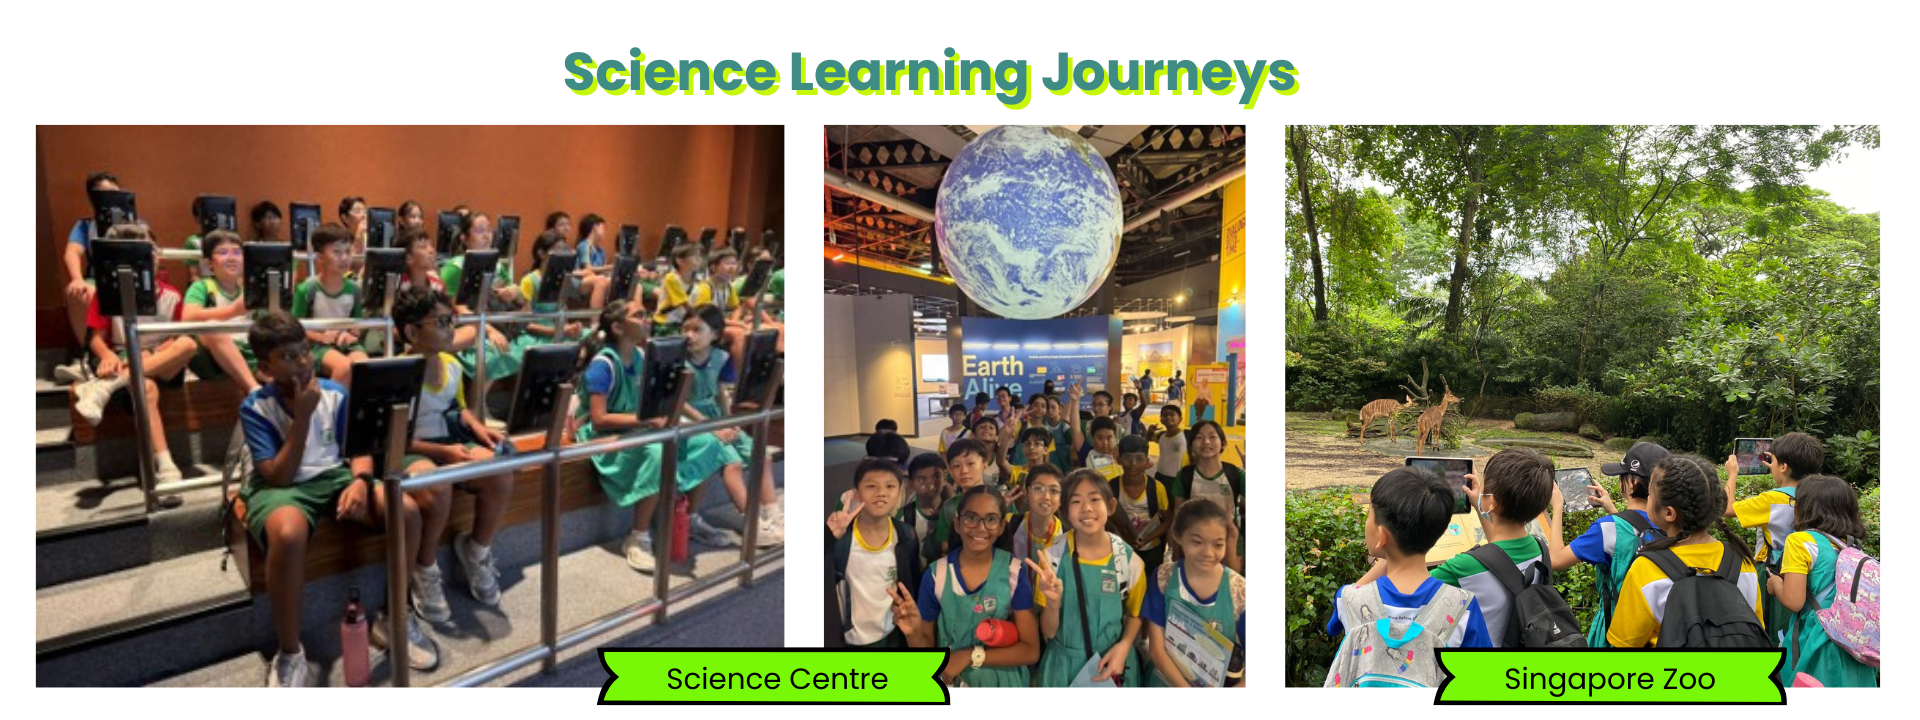 Science Learning Journeys
Earth
Alive
Science Centre
Singapore Zoo